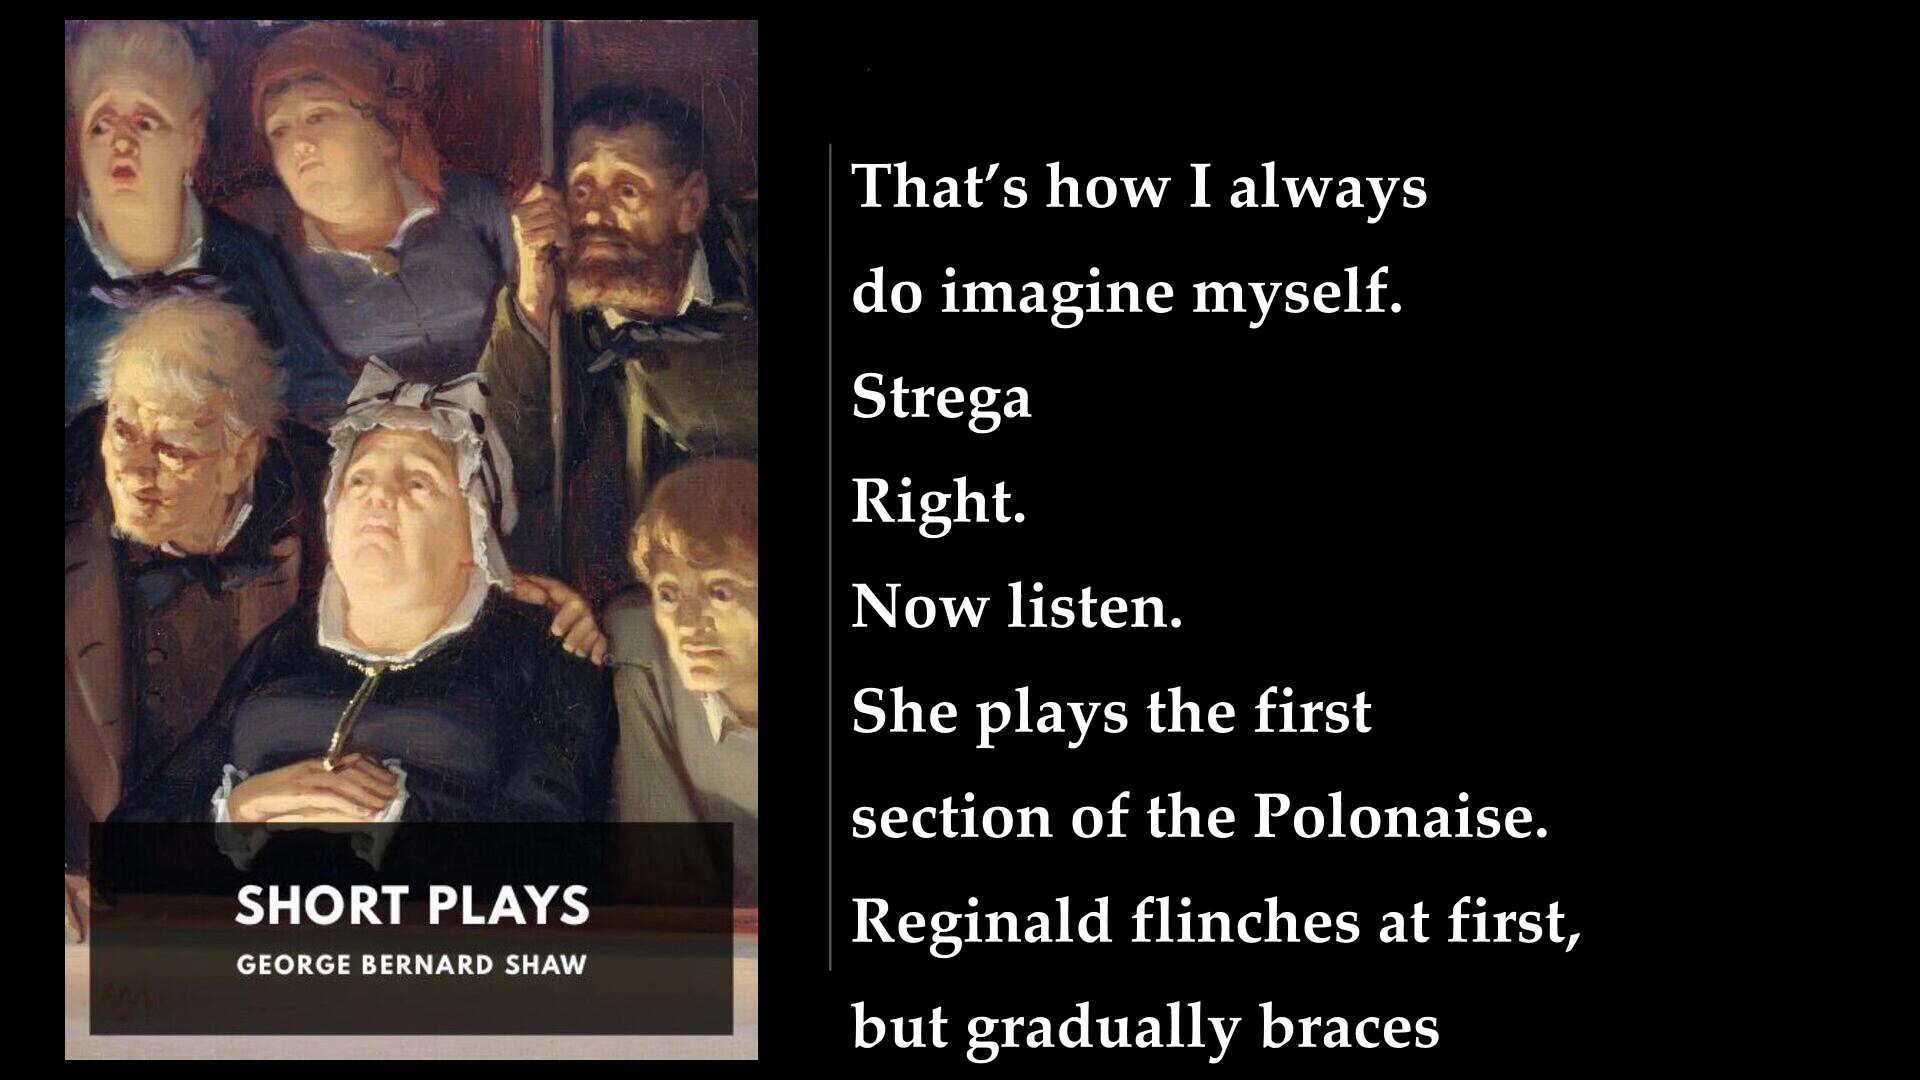 SHORT PLAYS
GEORGE BERNARD SHAW
That’s how I always
do imagine myself.
Strega
Right.
Now listen.
She plays the first
section of the Polonaise.
Reginald flinches at first,
but gradually braces